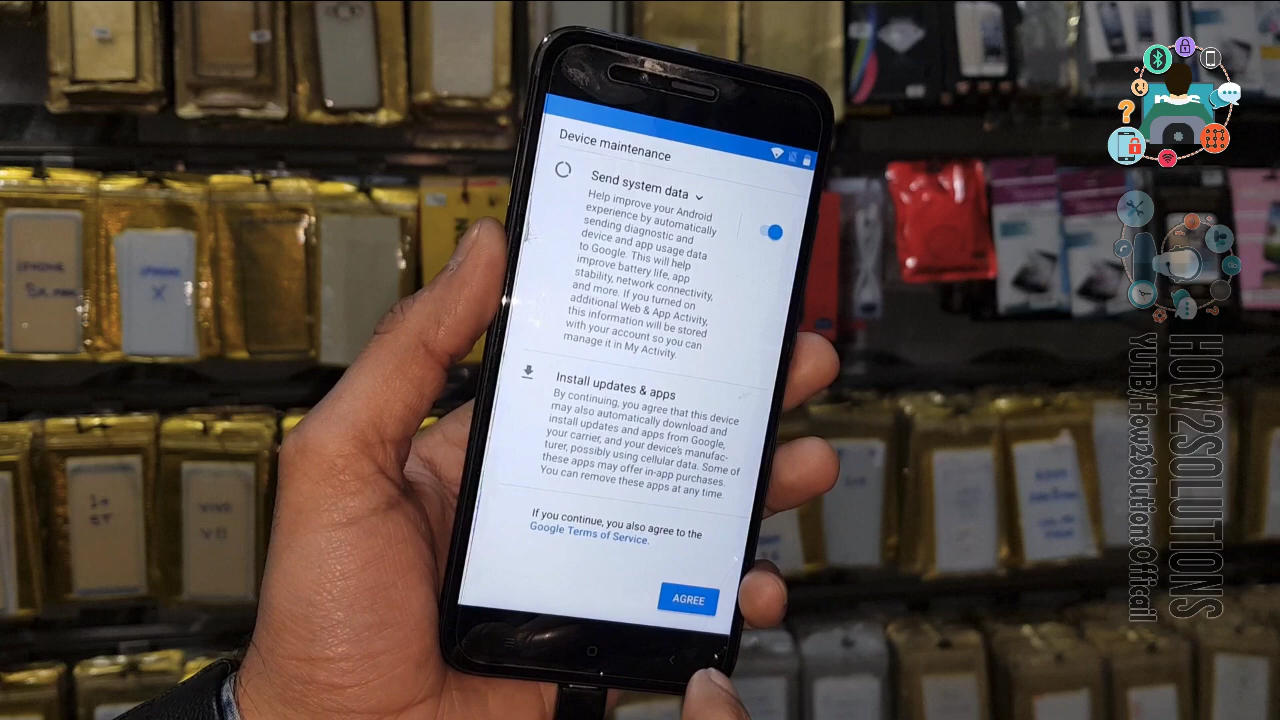 Device maintenance
Send system data
Help improve your Android
experience by automatically
sending diagnostic and
device and app usage data
to Google. This will help
improve battery life, app
stability, network connectivity,
and more. If you turned on
additional Web & App Activity,
this information will be stored
with your account so you can
manage it in My Activity.
Install updates & apps
By continuing, you agree that this device
may also automatically download and
install updates and apps from Google,
your carrier, and your device's manufac-
turer, possibly using cellular data. Some of
these apps may offer in-app purchases.
You can remove these apps at any time.
If you continue, you also agree to the
Google Terms of Service.
AGREE
HOW2SOLUTIONS
YUTB/How2SolutionsOfficail
IPHONE
X
VIVO